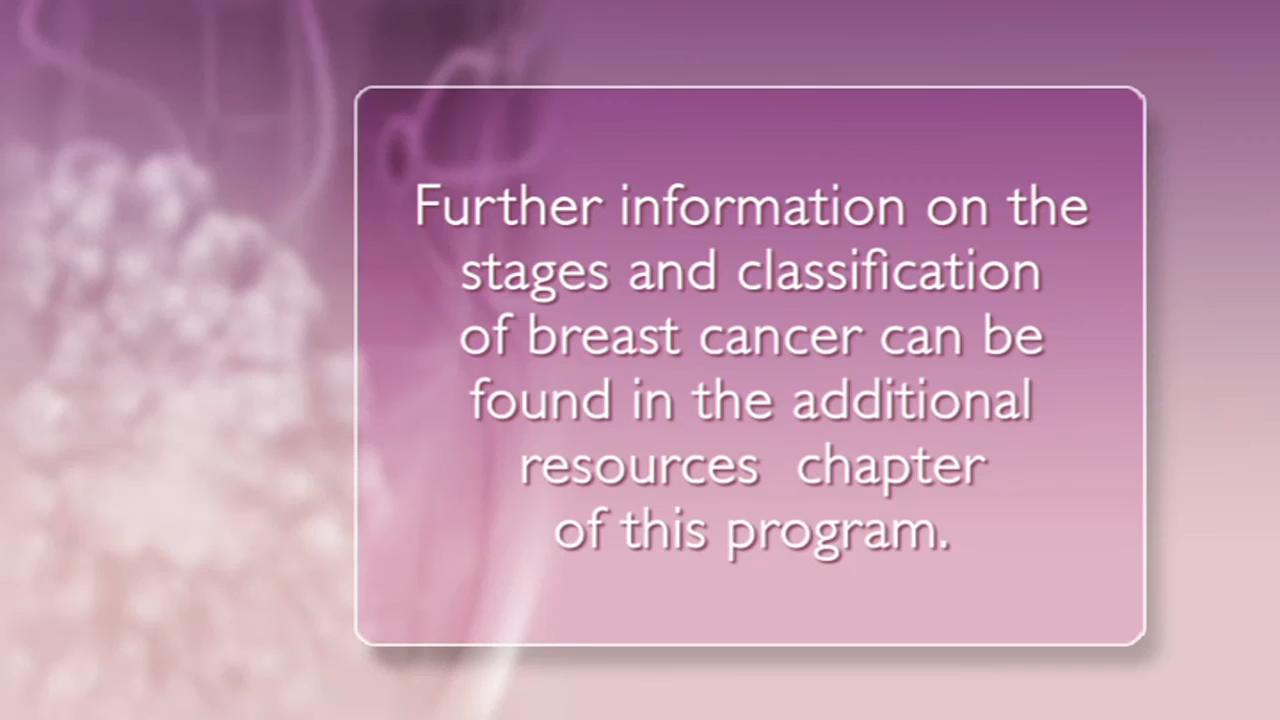 Further information on the
stages and classification
of breast cancer can be
found in the additional
resources chapter
of this program.